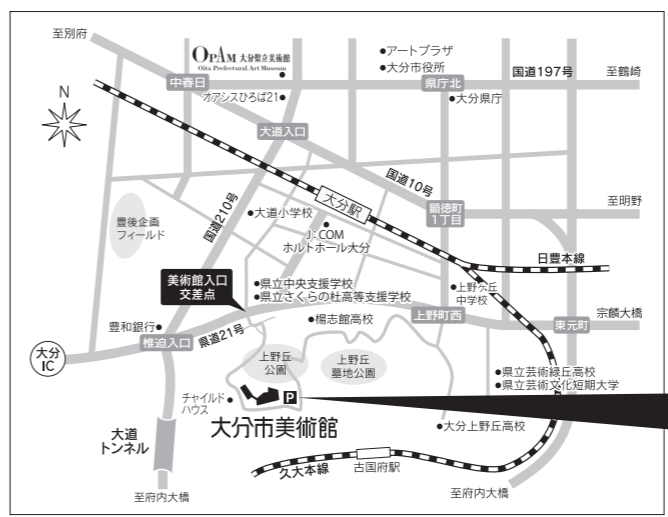 至別府
OPAM 大分県立美術館
Oita Prefectural Art Museum
●アートプラザ
●大分市役所
国道197号
至鶴崎
中春日
県庁北
オアシスひろば21●
●大分県庁
N
大道入口
国道10号
大分駅
顕徳町
1丁目
至明野
国道210号
●大道小学校
豊後企画
フィールド
J:COM
ホルトホール大分
日豊本線
美術館入口
交差点
●県立中央支援学校
●県立さくらの杜高等支援学校
●上野ヶ丘
中学校
豊和銀行●
県道21号
●楊志館高校
上野町西
東元町
宗麟大橋
大分
IC
椎迫入口
上野丘
公園
上野丘
墓地公園
●県立芸術緑丘高校
●県立芸術文化短期大学
チャイルド
ハウス
P
大分市美術館
●大分上野丘高校
大道
トンネル
久大本線
古国府駅
至府内大橋
至府内大橋